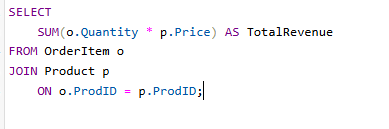 SELECT
    SUM(o.Quantity * p.Price) AS TotalRevenue
FROM OrderItem o
JOIN Product p
    ON o.ProdID = p.ProdID;